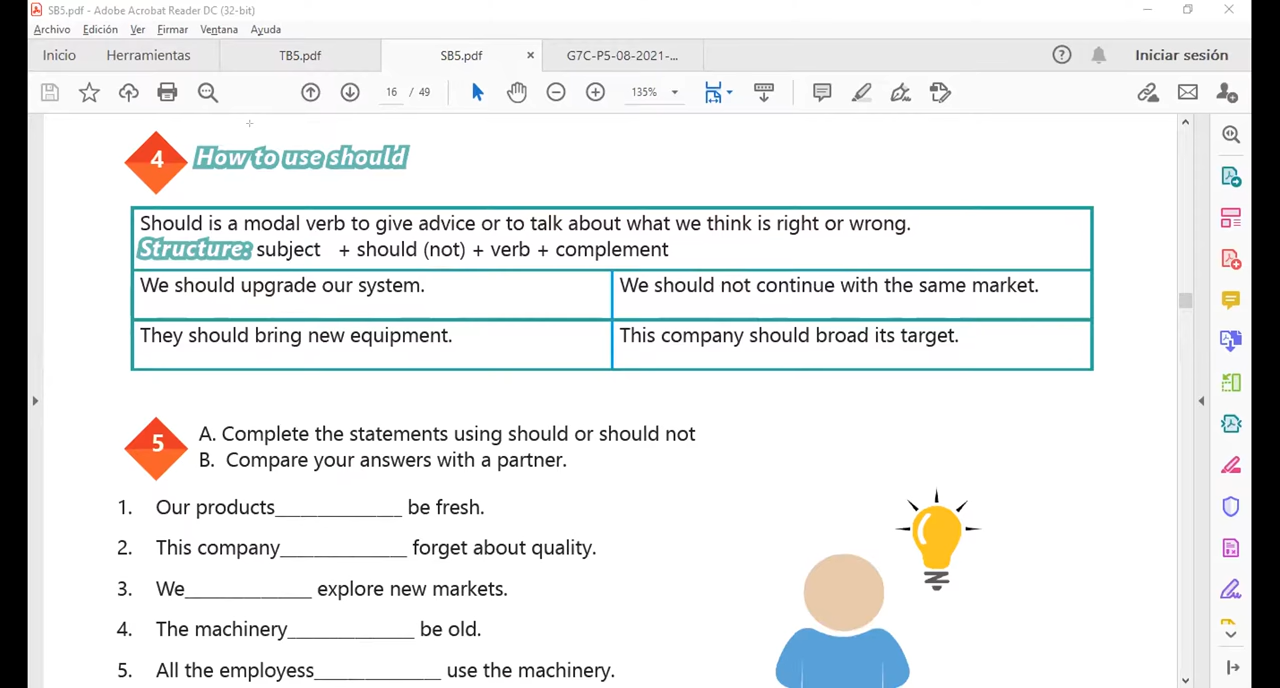 SB5.pdf - Adobe Acrobat Reader DC (32-bit)
Archivo Edición Ver Firmar Ventana Ayuda
Inicio Herramientas TB5.pdf SB5.pdf × G7C-P5-08-2021-... Iniciar sesión
16 / 49 135%
4 How to use should
Should is a modal verb to give advice or to talk about what we think is right or wrong.
Structure: subject + should (not) + verb + complement
We should upgrade our system. We should not continue with the same market.
They should bring new equipment. This company should broad its target.
5 A. Complete the statements using should or should not
B. Compare your answers with a partner.
1. Our products_____________ be fresh.
2. This company_____________ forget about quality.
3. We_____________ explore new markets.
4. The machinery_____________ be old.
5. All the employess_____________ use the machinery.